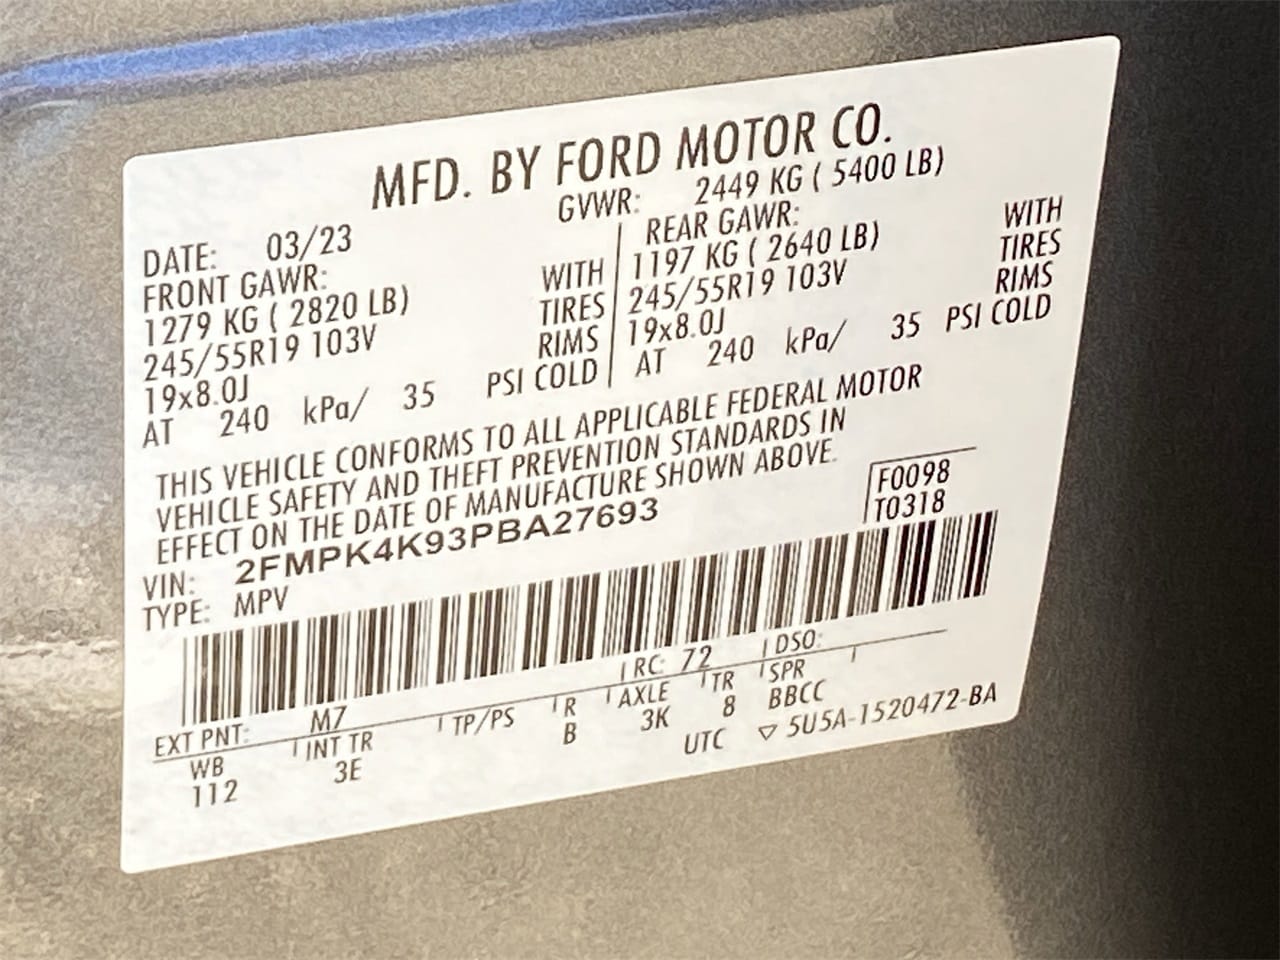 MFD. BY FORD MOTOR CO.
DATE: 03/23 GVWR: 2449 KG ( 5400 LB)
FRONT GAWR: REAR GAWR:
1279 KG ( 2820 LB) WITH 1197 KG ( 2640 LB) WITH
245/55R19 103V TIRES 245/55R19 103V TIRES
19x8.0J RIMS 19x8.0J RIMS
AT 240 kPa/ 35 PSI COLD AT 240 kPa/ 35 PSI COLD
THIS VEHICLE CONFORMS TO ALL APPLICABLE FEDERAL MOTOR
VEHICLE SAFETY AND THEFT PREVENTION STANDARDS IN
EFFECT ON THE DATE OF MANUFACTURE SHOWN ABOVE.
VIN: 2FMPK4K93PBA27693 F0098
TYPE: MPV T0318
EXT PNT: M7 RC: 72 DSO:
WB INT TR TP/PS R AXLE TR SPR
112 3E B 3K 8 BBCC
UTC ▽ 5U5A-1520472-BA